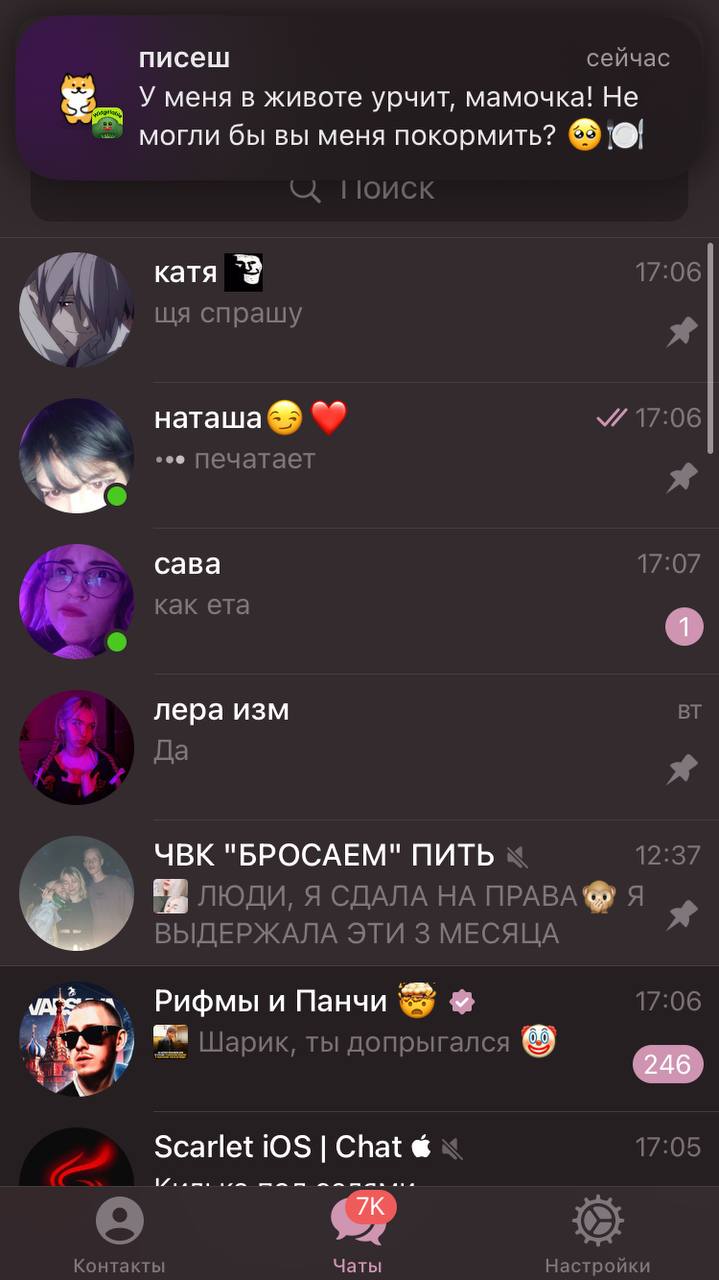 писеш
сейчас
У меня в животе урчит, мамочка! Не
могли бы вы меня покормить? 🥺🍽️
Поиск
катя
17:06
щя спрашу
наташа😏❤️
17:06
печатает
сава
17:07
как ета
1
лера изм
вт
Да
ЧВК "БРОСАЕМ" ПИТЬ
12:37
ЛЮДИ, Я СДАЛА НА ПРАВА🙊 Я
ВЫДЕРЖАЛА ЭТИ 3 МЕСЯЦА
Рифмы и Панчи 🤯
17:06
Шарик, ты допрыгался 🤡
246
Scarlet iOS | Chat
17:05
7K
Контакты
Чаты
Настройки